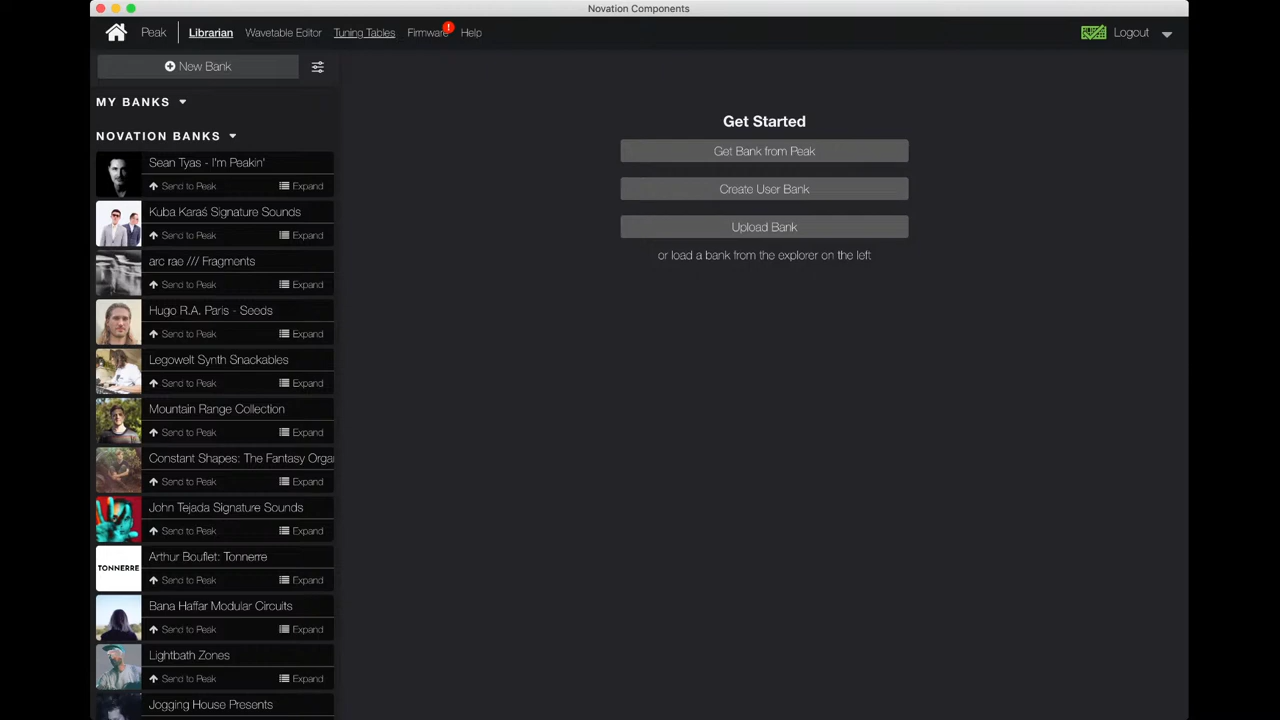 Novation Components
Peak Librarian Wavetable Editor Tuning Tables Firmware ! Help Logout
New Bank
MY BANKS
NOVATION BANKS
Sean Tyas - I'm Peakin'
Send to Peak Expand
Kuba Karaś Signature Sounds
Send to Peak Expand
arc rae /// Fragments
Send to Peak Expand
Hugo R.A. Paris - Seeds
Send to Peak Expand
Legowelt Synth Snackables
Send to Peak Expand
Mountain Range Collection
Send to Peak Expand
Constant Shapes: The Fantasy Orga
Send to Peak Expand
John Tejada Signature Sounds
Send to Peak Expand
TONNERRE
Arthur Bouflet: Tonnerre
Send to Peak Expand
Bana Haffar Modular Circuits
Send to Peak Expand
Lightbath Zones
Send to Peak Expand
Jogging House Presents
Get Started
Get Bank from Peak
Create User Bank
Upload Bank
or load a bank from the explorer on the left